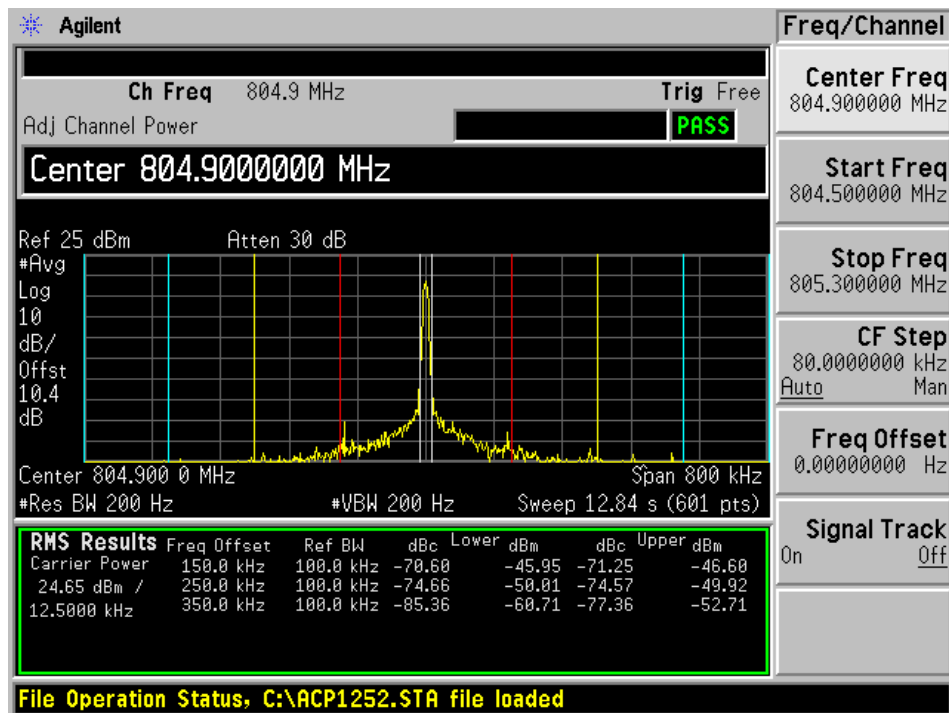 Agilent
Freq/Channel
Ch Freq 804.9 MHz Trig Free
Adj Channel Power PASS
Center 804.9000000 MHz
Ref 25 dBm Atten 30 dB
#Avg
Log
10
dB/
Offst
10.4
dB
Center 804.900 0 MHz Span 800 kHz
#Res BW 200 Hz #VBW 200 Hz Sweep 12.84 s (601 pts)
RMS Results Freq Offset Ref BW dBc Lower dBm dBc Upper dBm
Carrier Power 150.0 kHz 100.0 kHz -70.60 -45.95 -71.25 -46.60
24.65 dBm / 250.0 kHz 100.0 kHz -74.66 -50.01 -74.57 -49.92
12.5000 kHz 350.0 kHz 100.0 kHz -85.36 -60.71 -77.36 -52.71
File Operation Status, C:\ACP1252.STA file loaded
Center Freq
804.900000 MHz
Start Freq
804.500000 MHz
Stop Freq
805.300000 MHz
CF Step
80.0000000 kHz
Auto Man
Freq Offset
0.00000000 Hz
Signal Track
On Off